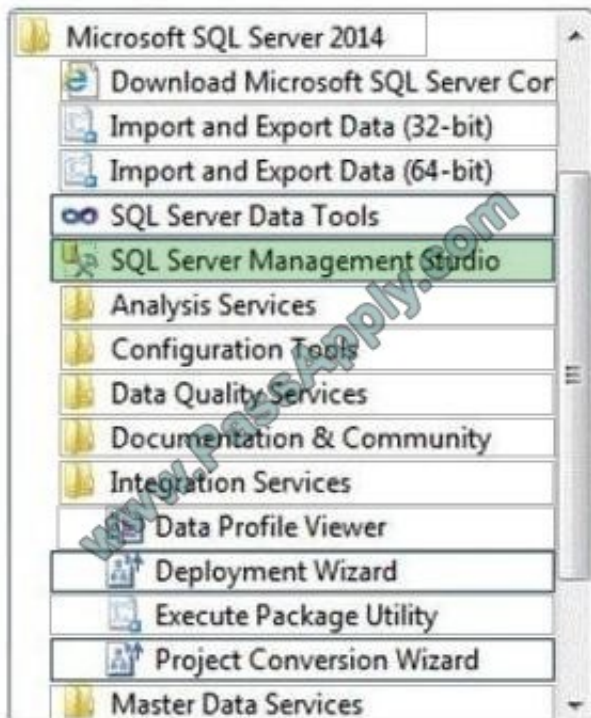 Microsoft SQL Server 2014
Download Microsoft SQL Server Cor
Import and Export Data (32-bit)
Import and Export Data (64-bit)
SQL Server Data Tools
SQL Server Management Studio
Analysis Services
Configuration Tools
Data Quality Services
Documentation & Community
Integration Services
Data Profile Viewer
Deployment Wizard
Execute Package Utility
Project Conversion Wizard
Master Data Services
www.PassApply.com